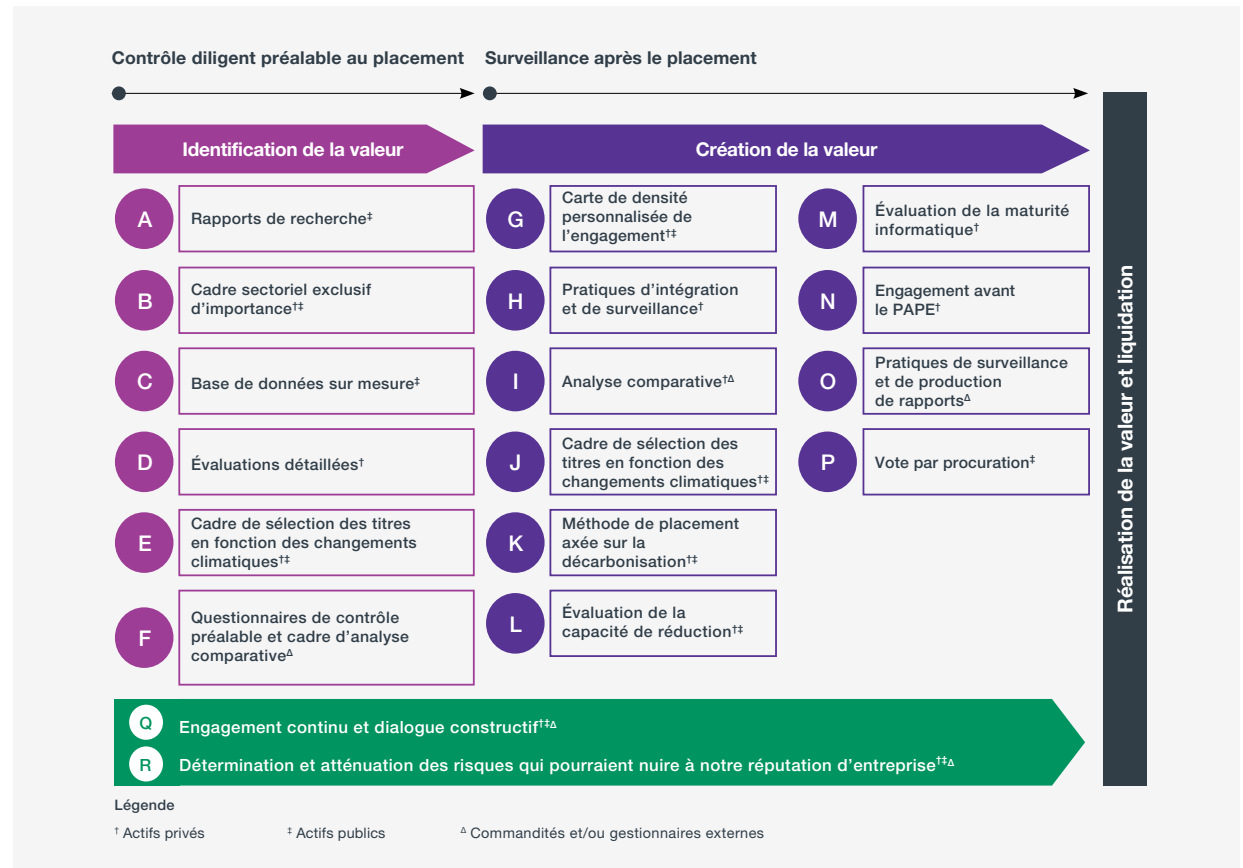 Contrôle diligent préalable au placement
Surveillance après le placement
Identification de la valeur
Création de la valeur
A
Rapports de recherche‡
B
Cadre sectoriel exclusif
d’importance†‡
C
Base de données sur mesure‡
D
Évaluations détaillées†
E
Cadre de sélection des titres
en fonction des changements
climatiques†‡
F
Questionnaires de contrôle
préalable et cadre d’analyse
comparative∆
G
Carte de densité
personnalisée de
l’engagement†‡
H
Pratiques d’intégration
et de surveillance†
I
Analyse comparative†∆
J
Cadre de sélection des
titres en fonction des
changements climatiques†‡
K
Méthode de placement
axée sur la
décarbonisation†‡
L
Évaluation de la
capacité de réduction†‡
M
Évaluation de la maturité
informatique†
N
Engagement avant
le PAPE†
O
Pratiques de surveillance
et de production
de rapports∆
P
Vote par procuration‡
Réalisation de la valeur et liquidation
Q
Engagement continu et dialogue constructif†‡∆
R
Détermination et atténuation des risques qui pourraient nuire à notre réputation d’entreprise†‡∆
Légende
† Actifs privés
‡ Actifs publics
∆ Commandités et/ou gestionnaires externes